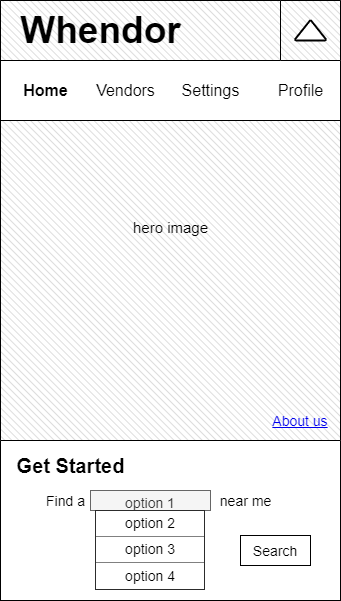 Whendor
Home Vendors Settings Profile
hero image
About us
Get Started
Find a option 1 near me
option 2
option 3
Search
option 4